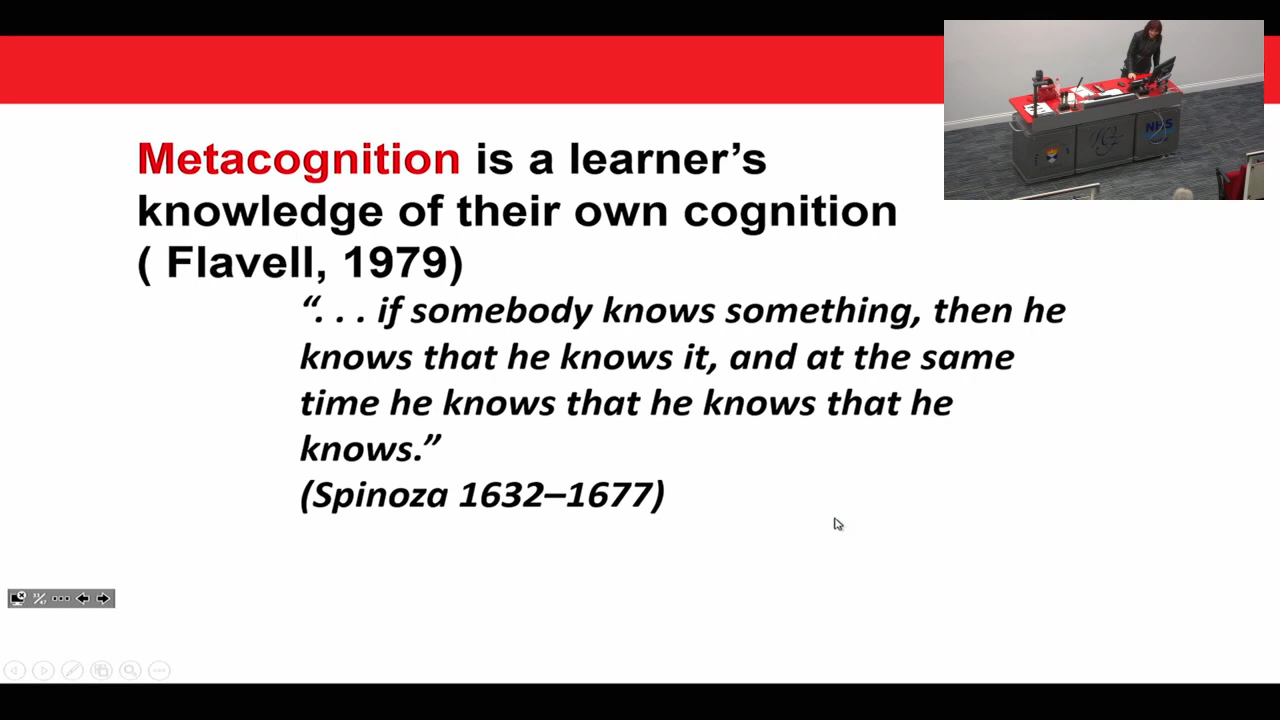 Metacognition is a learner’s
knowledge of their own cognition
( Flavell, 1979)
“. . . if somebody knows something, then he
knows that he knows it, and at the same
time he knows that he knows that he
knows.”
(Spinoza 1632–1677)
NHS